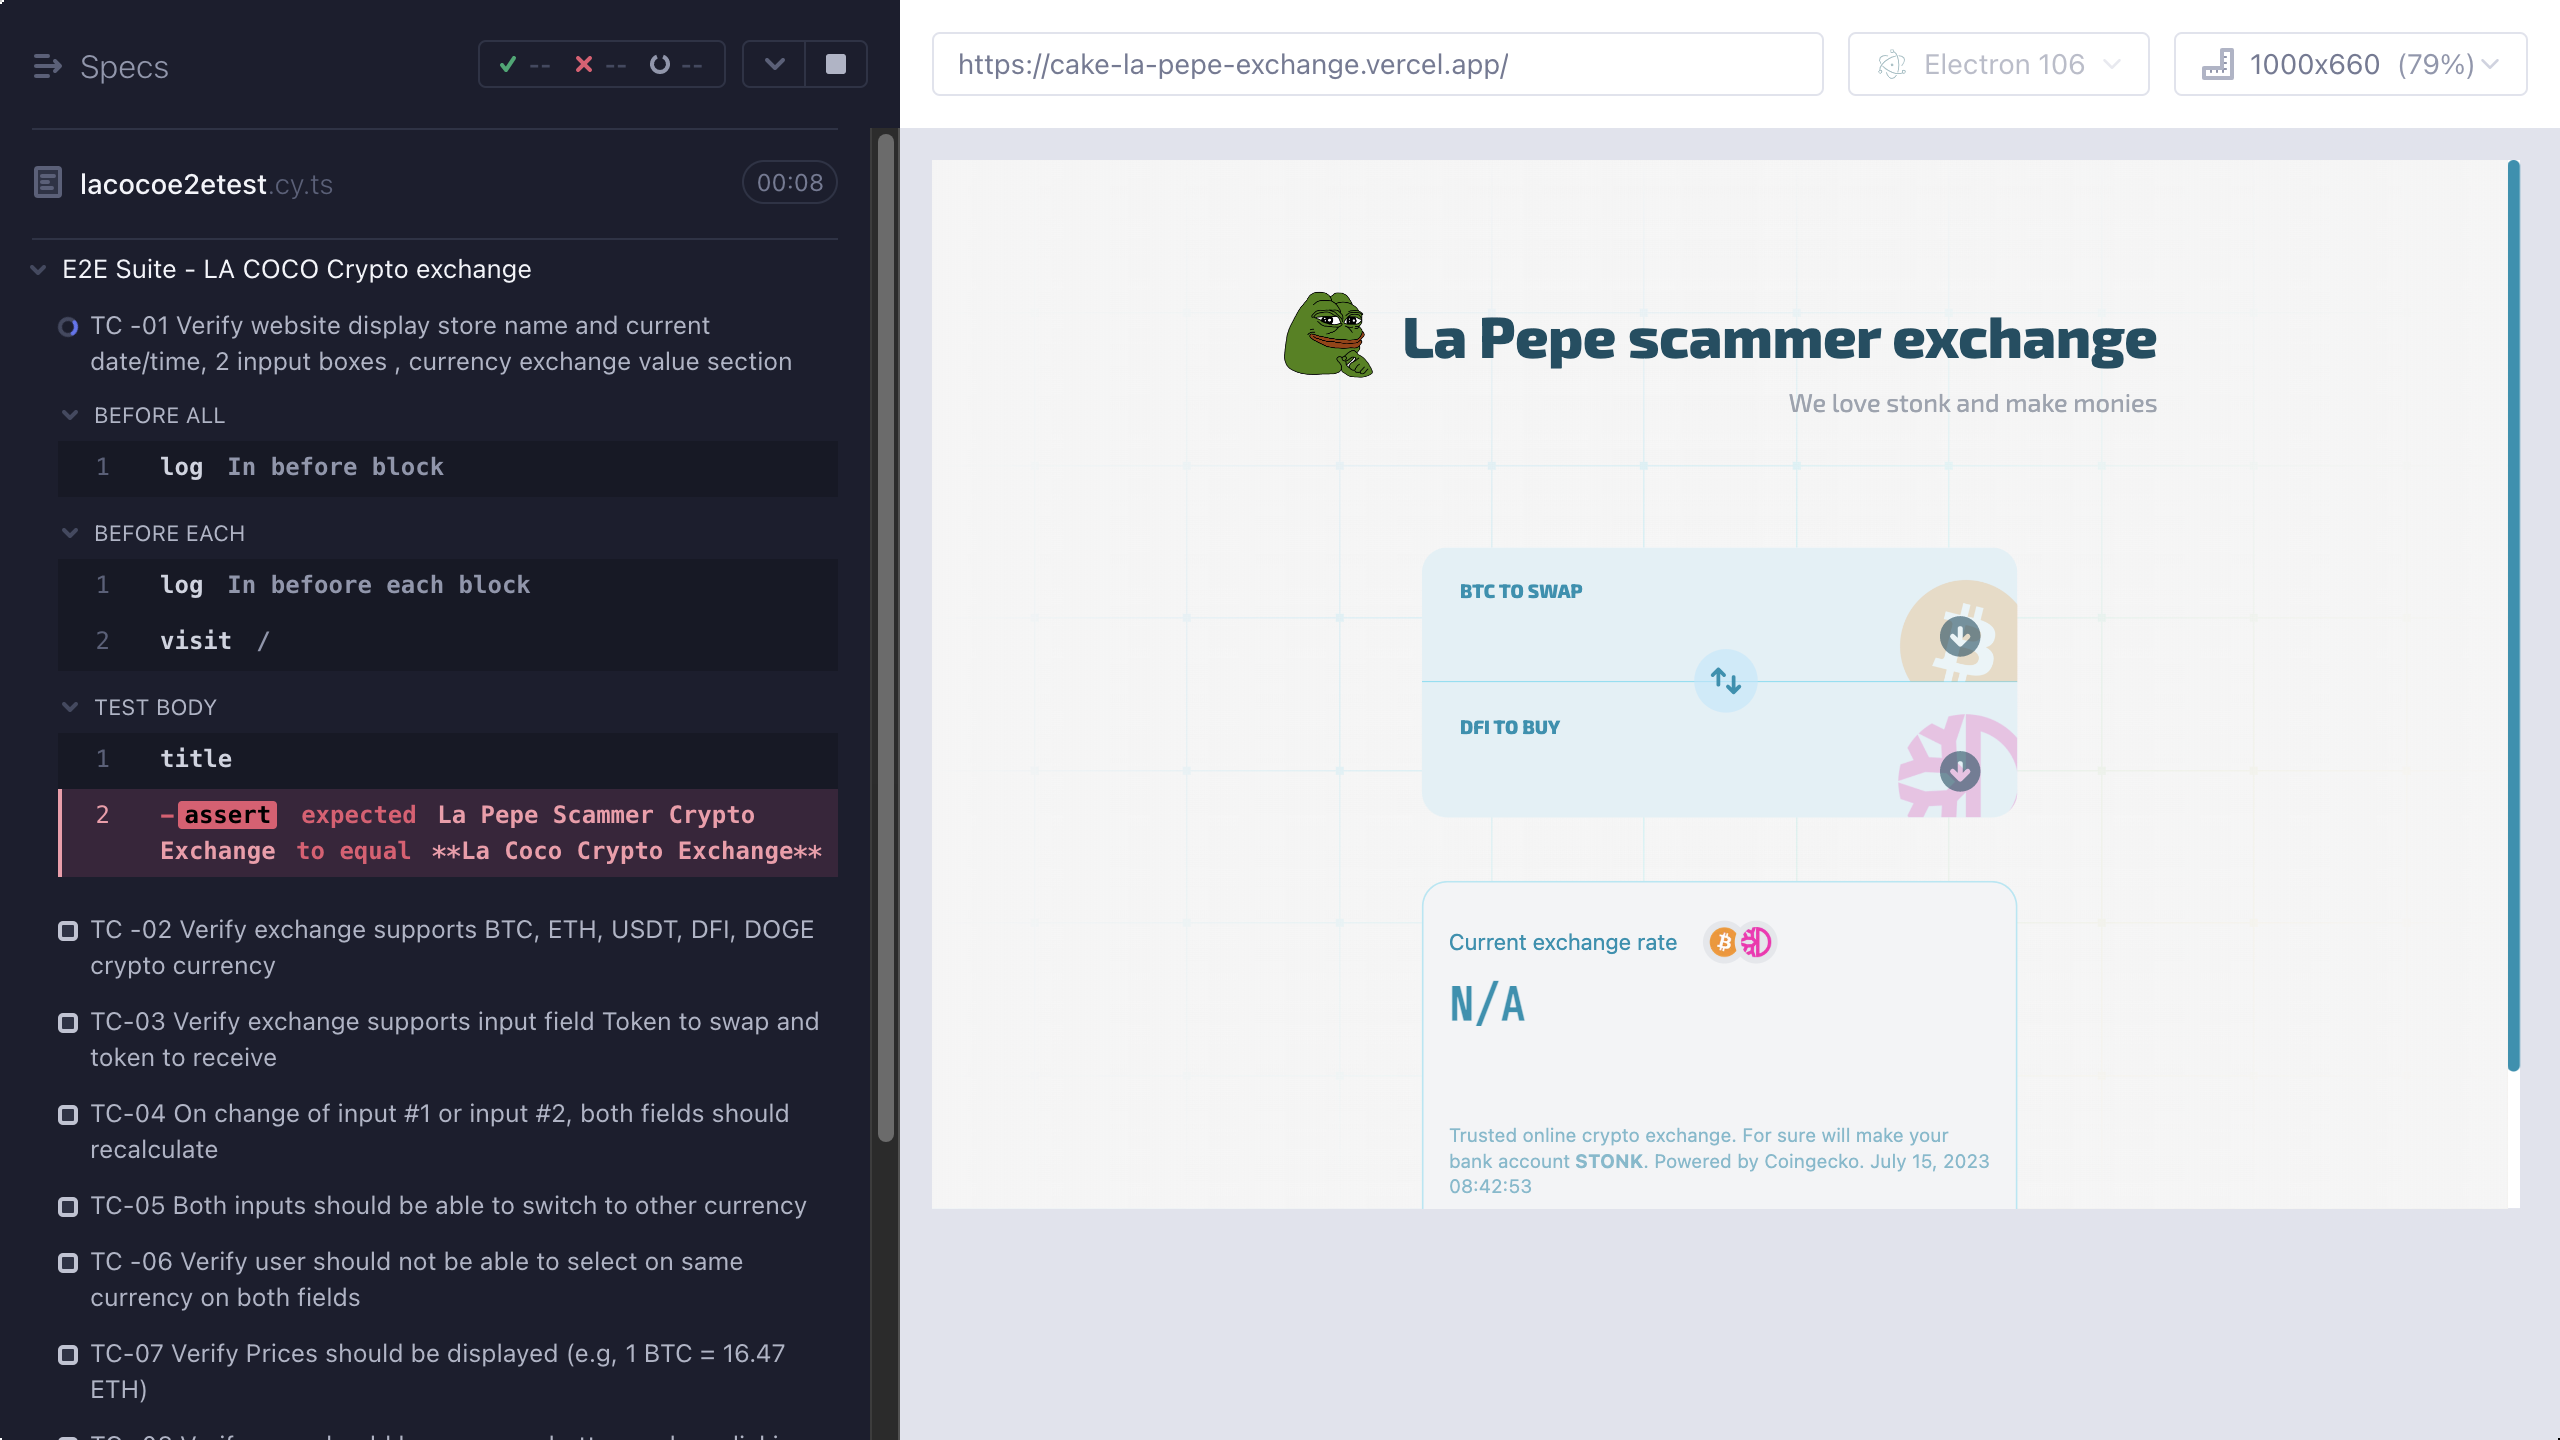 Specs
-- -- --
lacocoe2etest.cy.ts
00:08
E2E Suite - LA COCO Crypto exchange
TC -01 Verify website display store name and current
date/time, 2 inpput boxes , currency exchange value section
BEFORE ALL
1 log In before block
BEFORE EACH
1 log In befoore each block
2 visit /
TEST BODY
1 title
2 -assert expected La Pepe Scammer Crypto
Exchange to equal **La Coco Crypto Exchange**
TC -02 Verify exchange supports BTC, ETH, USDT, DFI, DOGE
crypto currency
TC-03 Verify exchange supports input field Token to swap and
token to receive
TC-04 On change of input #1 or input #2, both fields should
recalculate
TC-05 Both inputs should be able to switch to other currency
TC -06 Verify user should not be able to select on same
currency on both fields
TC-07 Verify Prices should be displayed (e.g, 1 BTC = 16.47
ETH)
https://cake-la-pepe-exchange.vercel.app/
Electron 106
1000x660 (79%)
La Pepe scammer exchange
We love stonk and make monies
BTC TO SWAP
DFI TO BUY
Current exchange rate
N/A
Trusted online crypto exchange. For sure will make your
bank account STONK. Powered by Coingecko. July 15, 2023
08:42:53